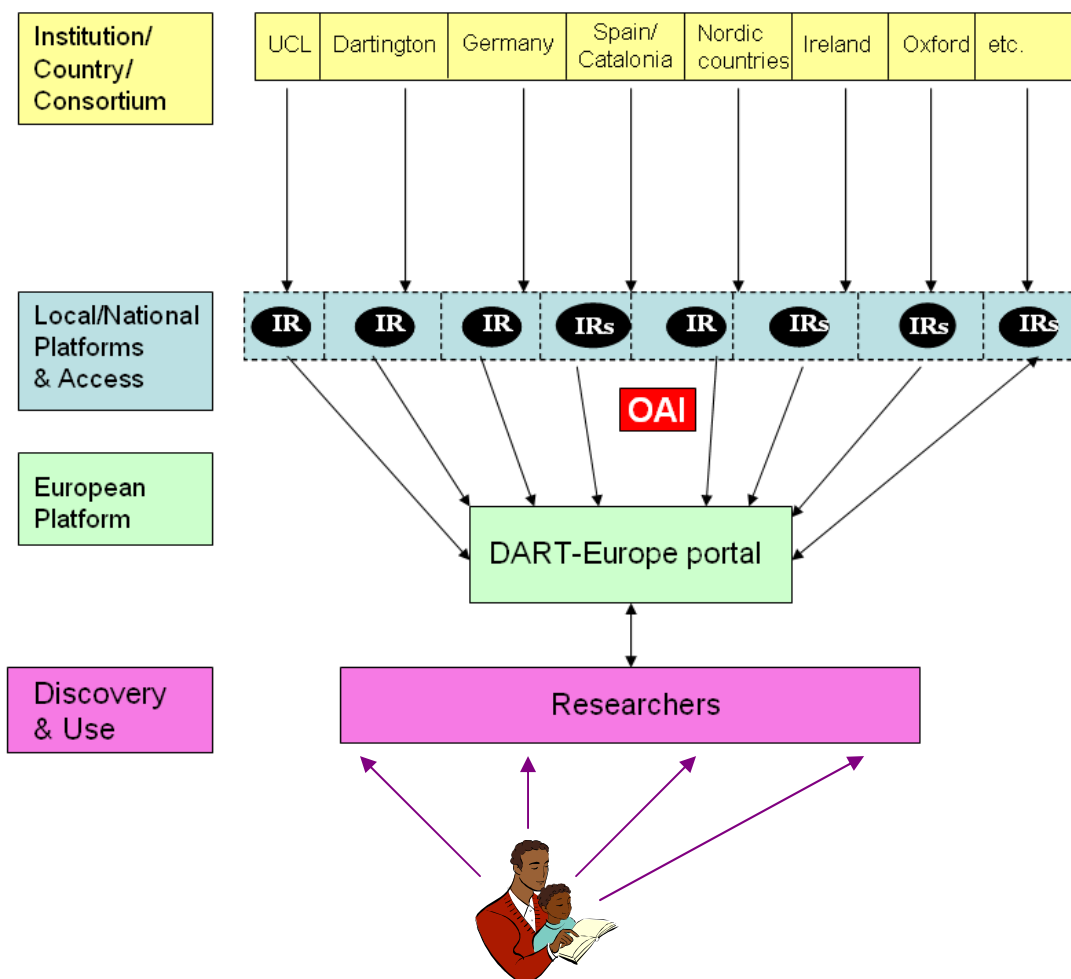 Institution/
Country/
Consortium
UCL
Dartington
Germany
Spain/
Catalonia
Nordic
countries
Ireland
Oxford
etc.
Local/National
Platforms
& Access
IR
IR
IR
IRs
IR
IRs
IRs
IRs
OAI
European
Platform
DART-Europe portal
Discovery
& Use
Researchers